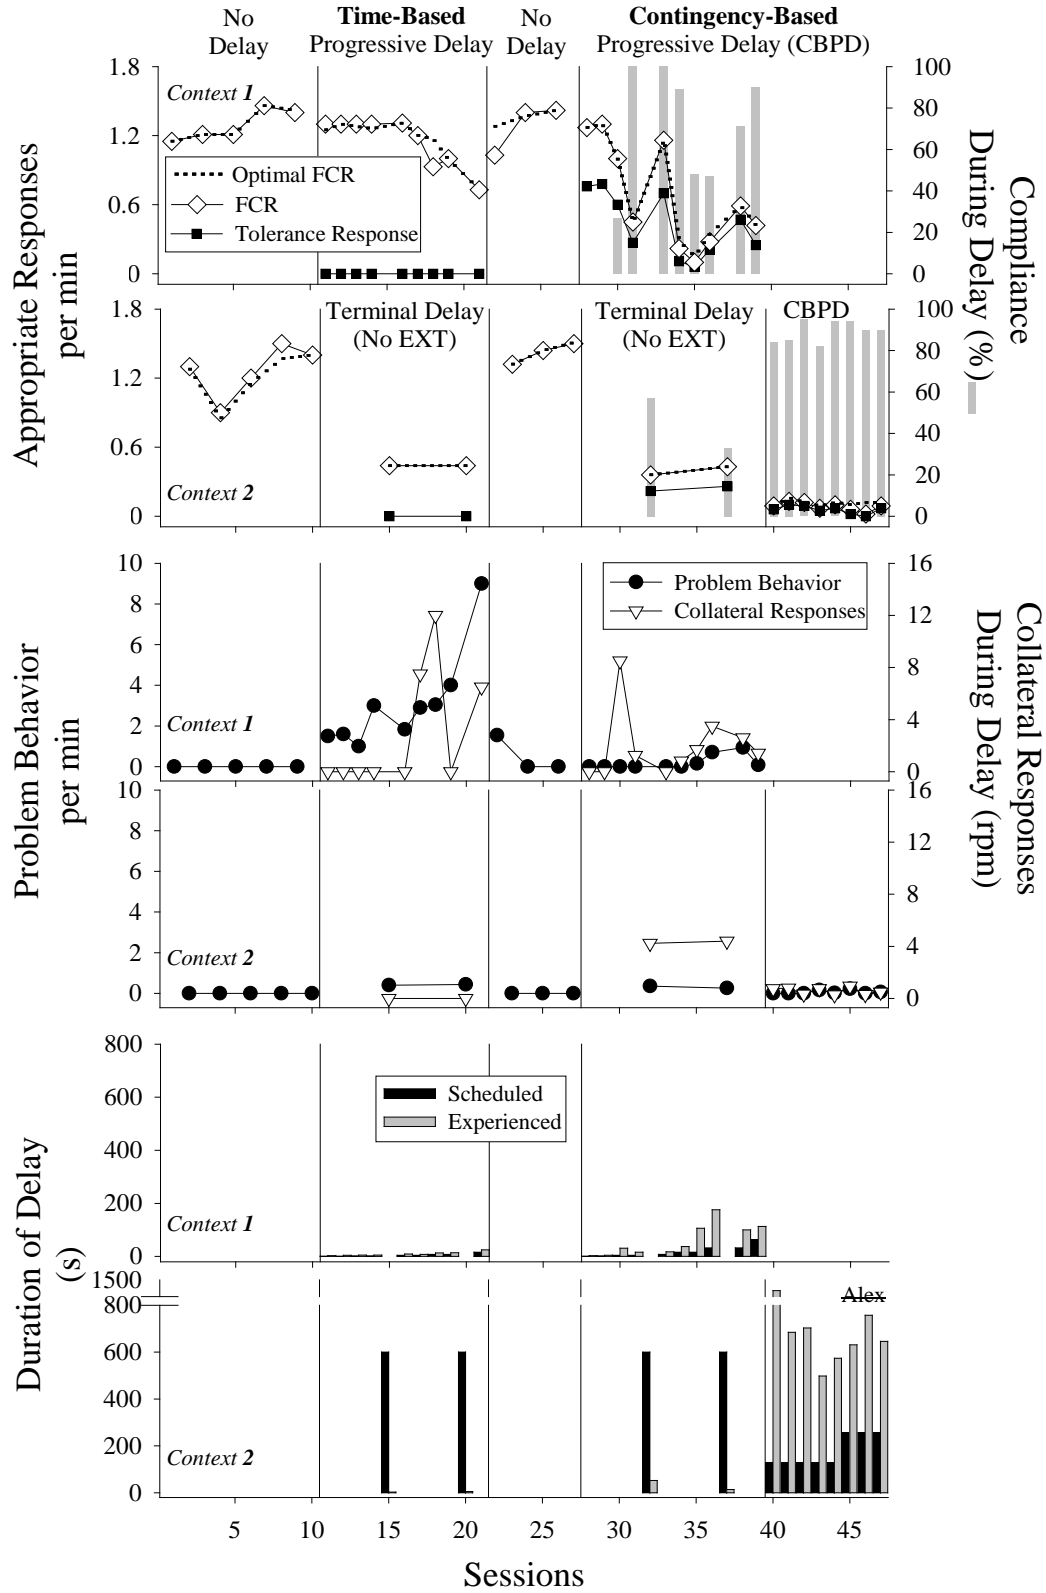 No
Delay
Time-Based
Progressive Delay
No
Delay
Contingency-Based
Progressive Delay (CBPD)
Appropriate Responses
per min
1.8
1.2
0.6
0
Context 1
Optimal FCR
FCR
Tolerance Response
100
80
60
40
20
0
Compliance
During Delay (%)
1.8
1.2
0.6
0
Context 2
Terminal Delay
(No EXT)
Terminal Delay
(No EXT)
CBPD
100
80
60
40
20
0
Problem Behavior
per min
10
8
6
4
2
0
Context 1
Problem Behavior
Collateral Responses
16
12
8
4
0
Collateral Responses
During Delay (rpm)
10
8
6
4
2
0
Context 2
16
12
8
4
0
Duration of Delay
(s)
800
600
400
200
0
Context 1
Scheduled
Experienced
1500
800
600
400
200
0
Context 2
Alex
5 10 15 20 25 30 35 40 45
Sessions